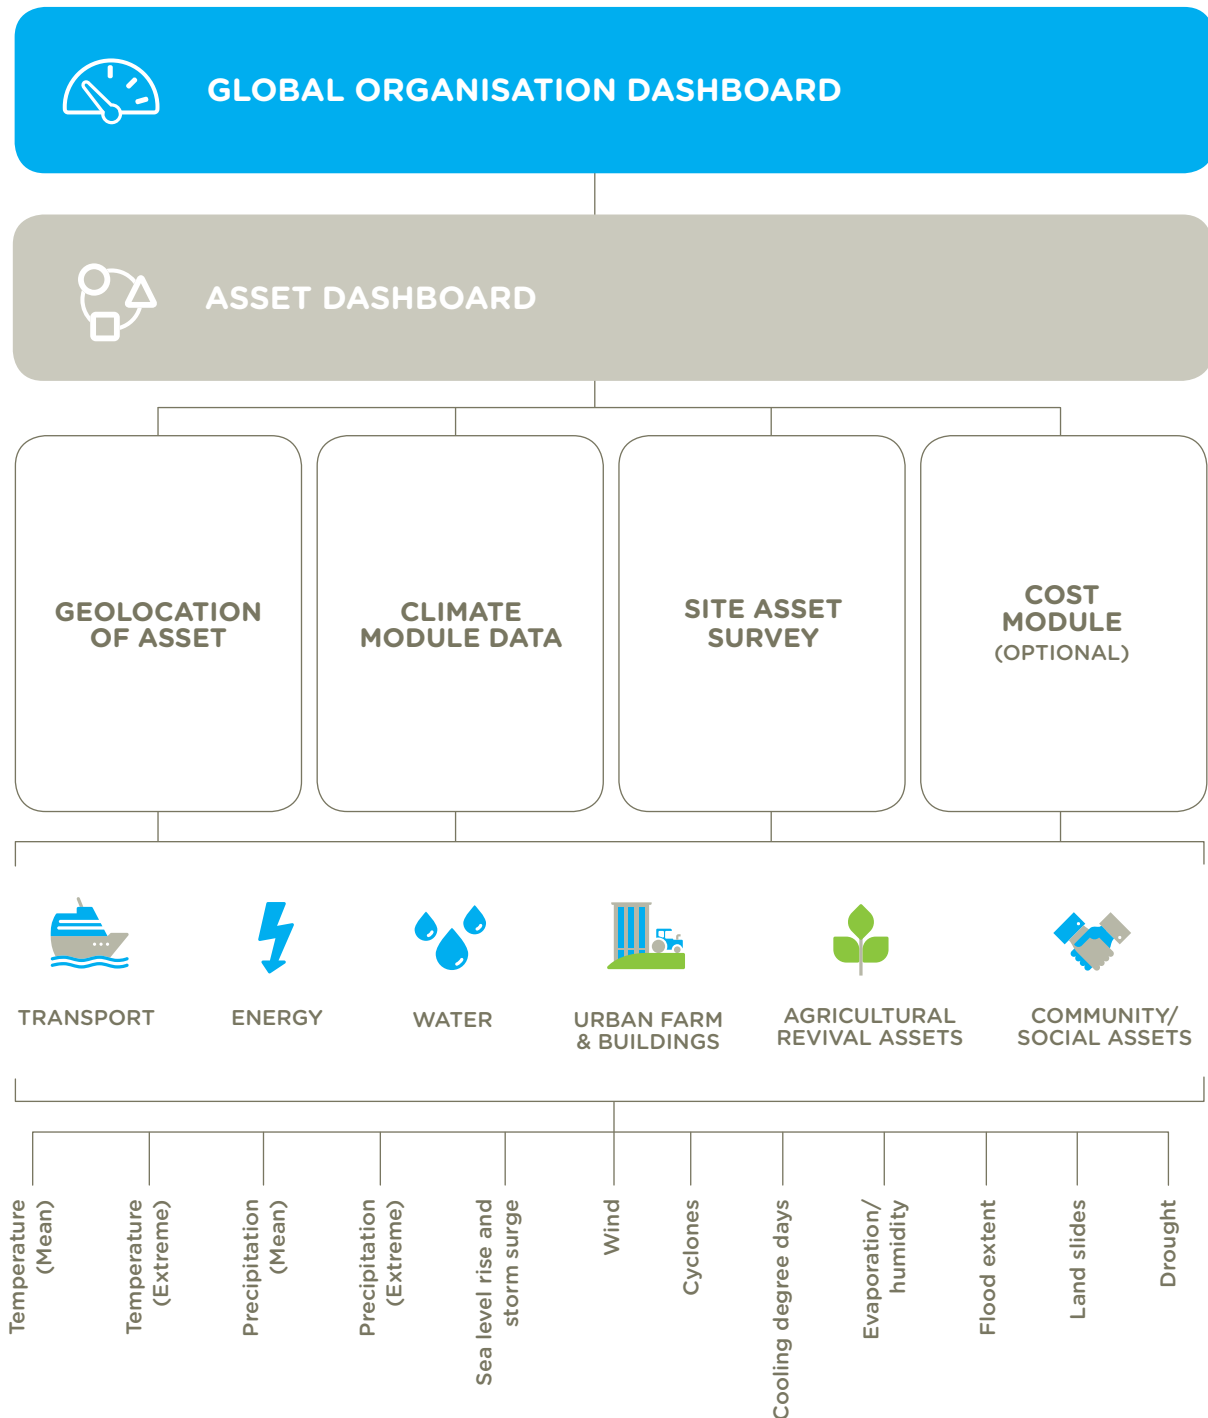 GLOBAL ORGANISATION DASHBOARD
ASSET DASHBOARD
GEOLOCATION
OF ASSET
CLIMATE
MODULE DATA
SITE ASSET
SURVEY
COST
MODULE
(OPTIONAL)
TRANSPORT
ENERGY
WATER
URBAN FARM
& BUILDINGS
AGRICULTURAL
REVIVAL ASSETS
COMMUNITY/
SOCIAL ASSETS
Temperature
(Mean)
Temperature
(Extreme)
Precipitation
(Mean)
Precipitation
(Extreme)
Sea level rise and
storm surge
Wind
Cyclones
Cooling degree days
Evaporation/
humidity
Flood extent
Land slides
Drought